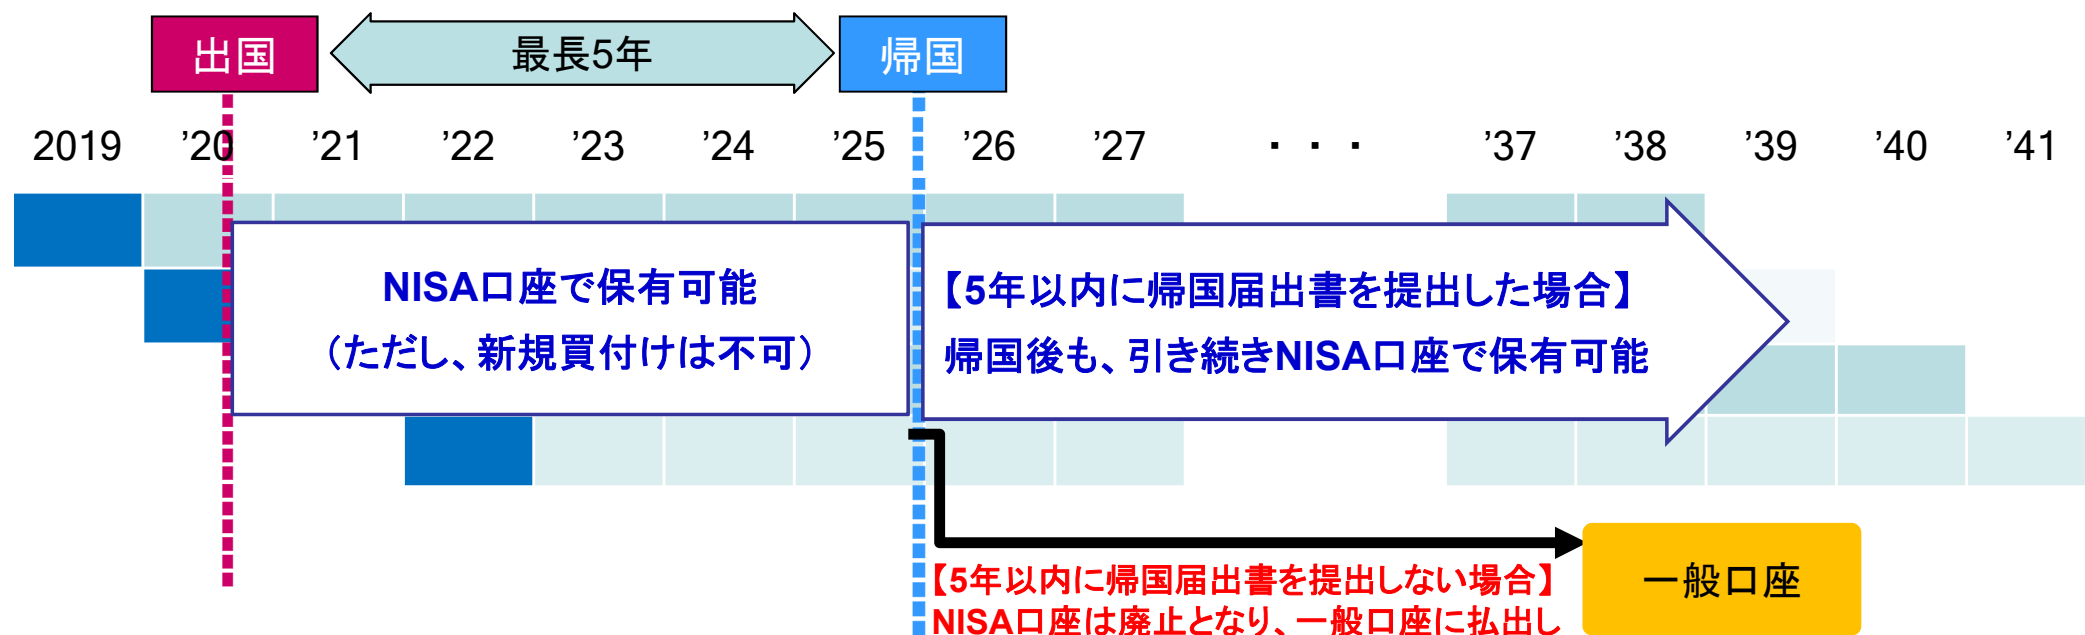 出国
最長5年
帰国
2019 ’20 ’21 ’22 ’23 ’24 ’25 ’26 ’27 ・・・ ’37 ’38 ’39 ’40 ’41
NISA口座で保有可能
（ただし、新規買付けは不可）
【5年以内に帰国届出書を提出した場合】
帰国後も、引き続きNISA口座で保有可能
【5年以内に帰国届出書を提出しない場合】
NISA口座は廃止となり、一般口座に払出し
一般口座